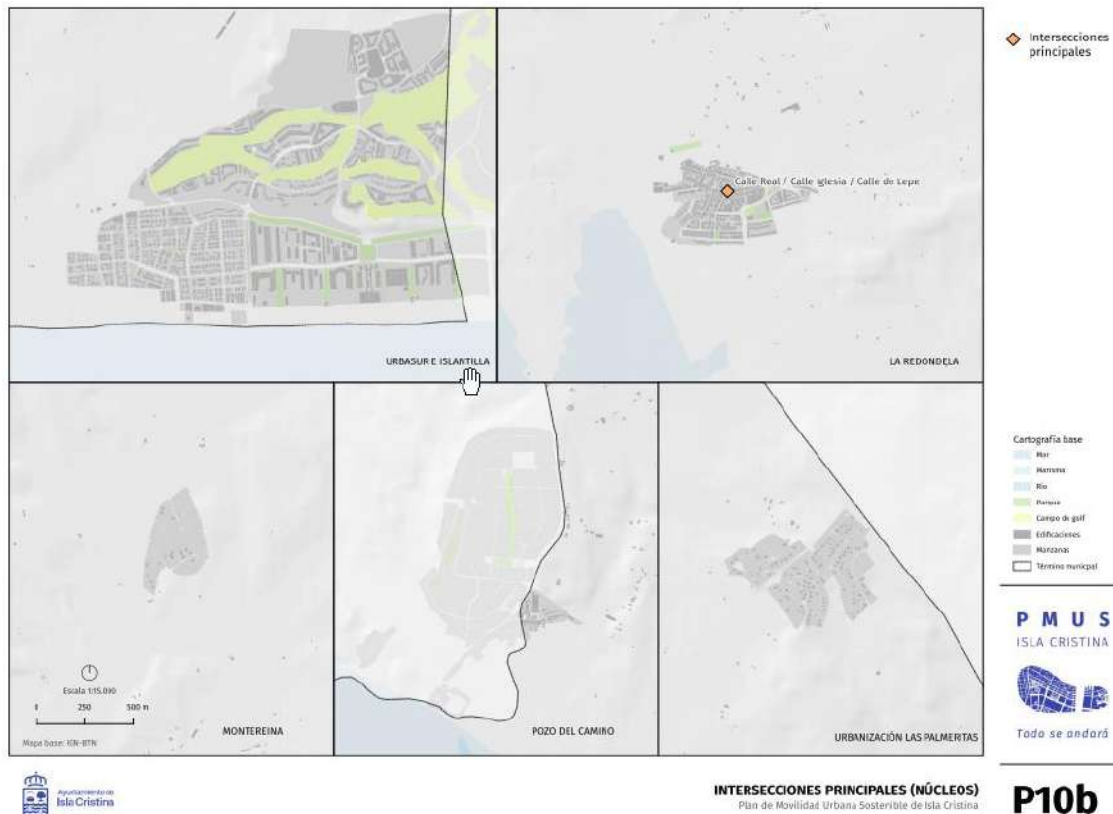 Intersecciones
principales
Calle Real / Calle Iglesia / Calle de Lepe
URBASUR E ISLANTILLA
LA REDONDELA
Cartografía base
Mar
Marisma
Río
Parque
Campo de golf
Edificaciones
Manzanas
Término municipal
Escala 1:15.000
0 250 500 m
Mapa base: IGN-BTN
MONTEREINA
POZO DEL CAMINO
URBANIZACIÓN LAS PALMERITAS
P M U S
ISLA CRISTINA
Todo se andará
Ayuntamiento de
Isla Cristina
INTERSECCIONES PRINCIPALES (NÚCLEOS)
Plan de Movilidad Urbana Sostenible de Isla Cristina
P10b